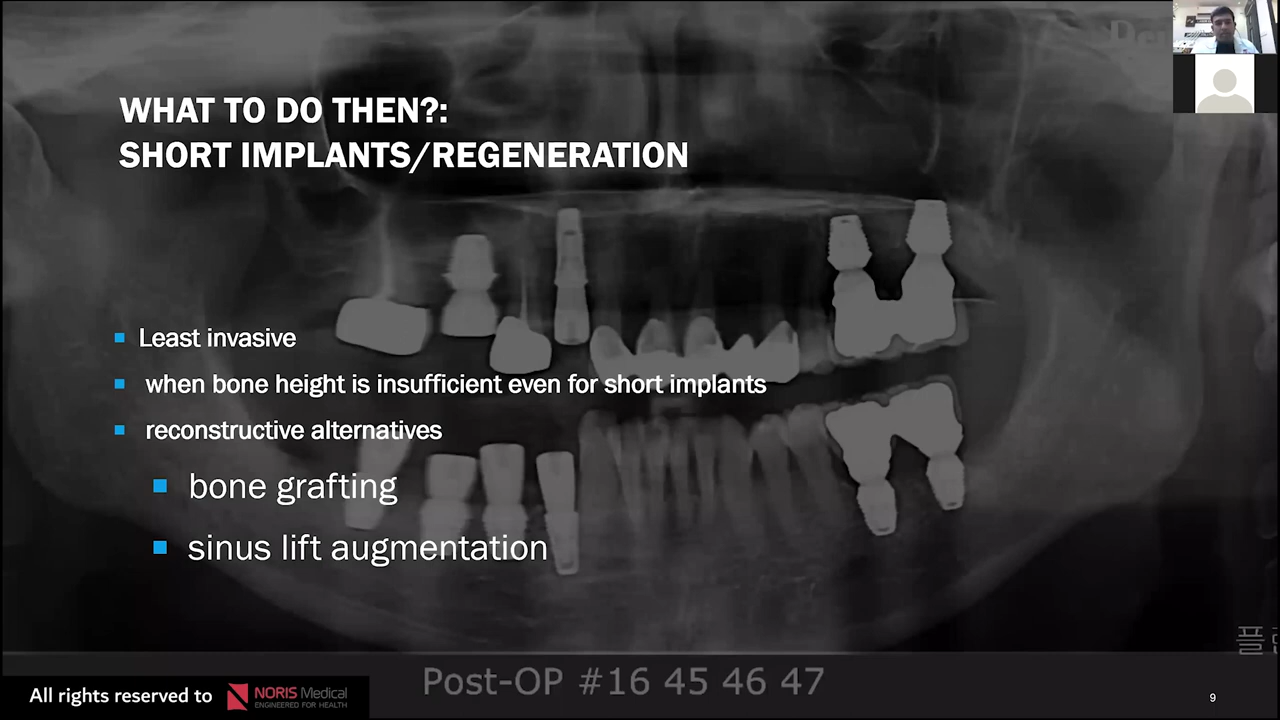 WHAT TO DO THEN?:
SHORT IMPLANTS/REGENERATION
Least invasive
when bone height is insufficient even for short implants
reconstructive alternatives
bone grafting
sinus lift augmentation
Post-OP #16 45 46 47
All rights reserved to NORIS Medical
ENGINEERED FOR HEALTH
9